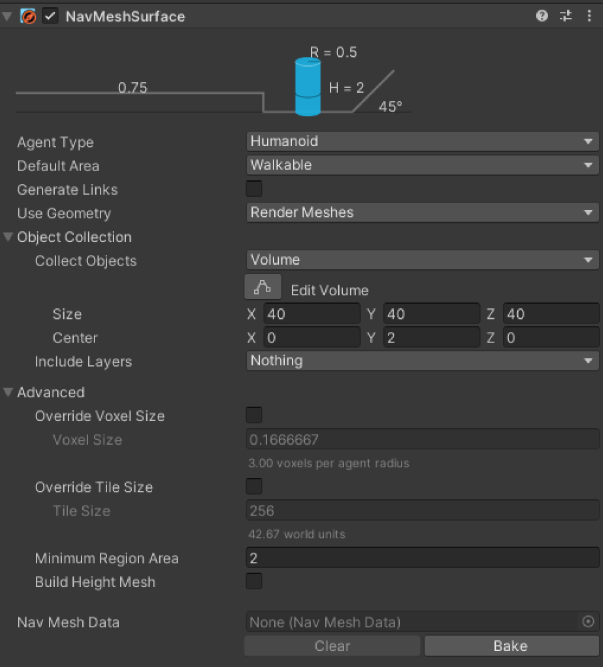 NavMeshSurface
R = 0.5
0.75
H = 2
45°
Agent Type Humanoid
Default Area Walkable
Generate Links
Use Geometry Render Meshes
Object Collection
Collect Objects Volume
Edit Volume
Size X 40 Y 40 Z 40
Center X 0 Y 2 Z 0
Include Layers Nothing
Advanced
Override Voxel Size
Voxel Size 0.1666667
3.00 voxels per agent radius
Override Tile Size
Tile Size 256
42.67 world units
Minimum Region Area 2
Build Height Mesh
Nav Mesh Data None (Nav Mesh Data)
Clear Bake